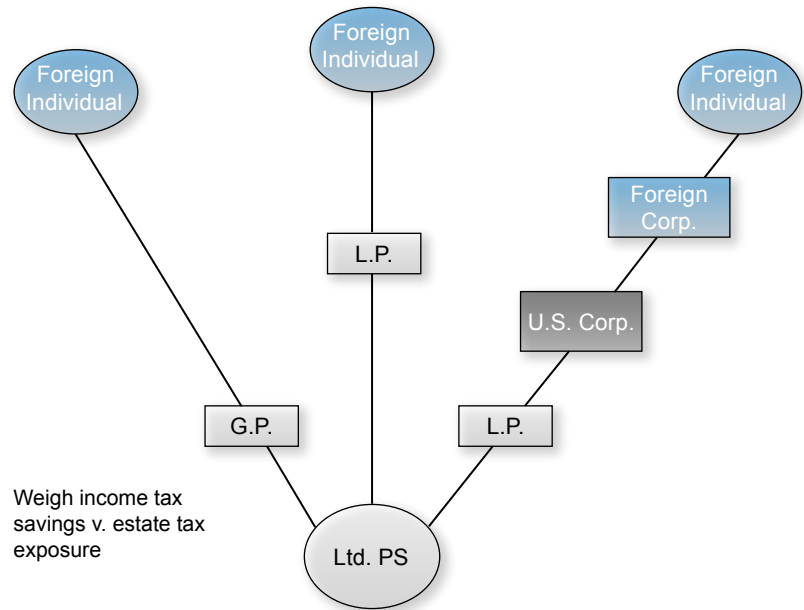 Foreign
Individual
Foreign
Individual
Foreign
Individual
Foreign
Corp.
L.P.
U.S. Corp.
G.P.
L.P.
Weigh income tax
savings v. estate tax
exposure
Ltd. PS